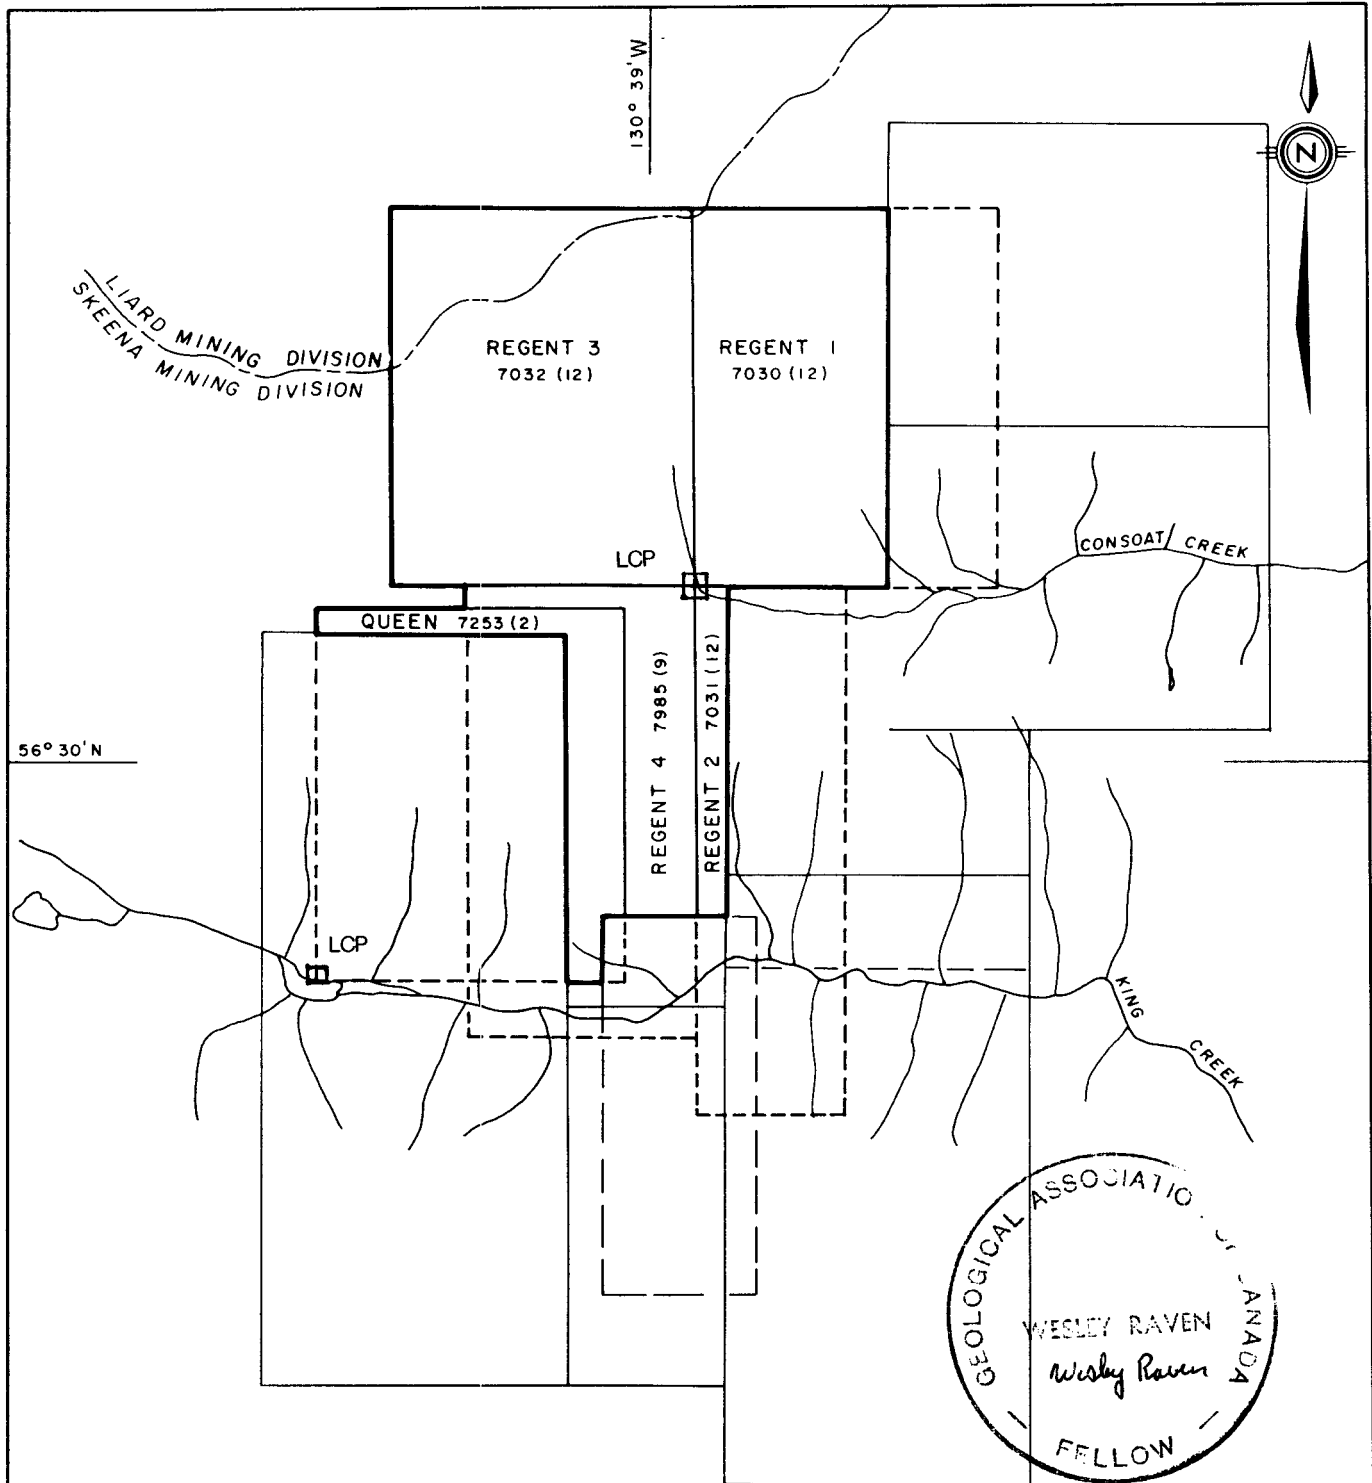 130° 39' W
N
LIARD MINING DIVISION
SKEENA MINING DIVISION
REGENT 3
7032 (12)
REGENT 1
7030 (12)
LCP
CONSOAT CREEK
QUEEN 7253 (2)
REGENT 4 7985 (9)
REGENT 2 7031 (12)
56° 30' N
LCP
KING CREEK
GEOLOGICAL ASSOCIATIO
ANADA
WESLEY RAVEN
Wesley Raven
FELLOW